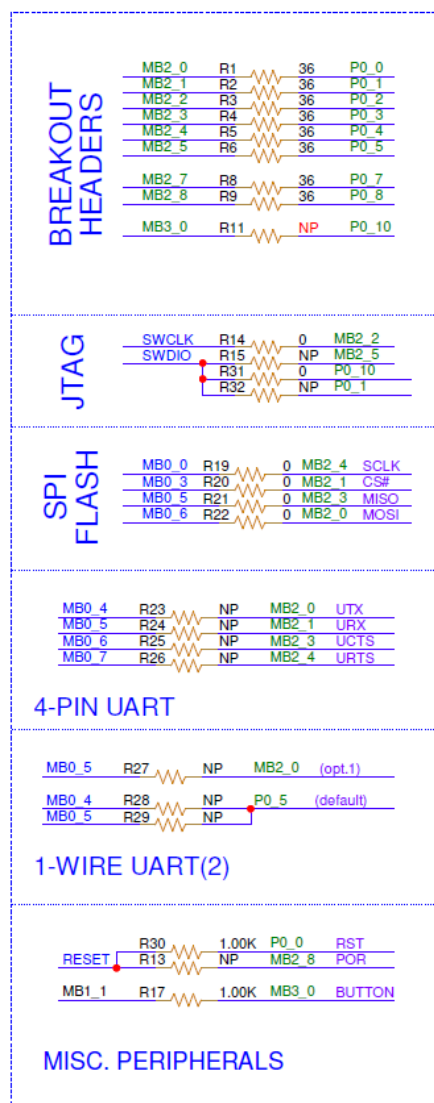 BREAKOUT
HEADERS
MB2_0 R1 36 P0_0
MB2_1 R2 36 P0_1
MB2_2 R3 36 P0_2
MB2_3 R4 36 P0_3
MB2_4 R5 36 P0_4
MB2_5 R6 36 P0_5
MB2_7 R8 36 P0_7
MB2_8 R9 36 P0_8
MB3_0 R11 NP P0_10
JTAG
SWCLK R14 0 MB2_2
SWDIO R15 NP MB2_5
R31 0 P0_10
R32 NP P0_1
SPI
FLASH
MB0_0 R19 0 MB2_4 SCLK
MB0_3 R20 0 MB2_1 CS#
MB0_5 R21 0 MB2_3 MISO
MB0_6 R22 0 MB2_0 MOSI
MB0_4 R23 NP MB2_0 UTX
MB0_5 R24 NP MB2_1 URX
MB0_6 R25 NP MB2_3 UCTS
MB0_7 R26 NP MB2_4 URTS
4-PIN UART
MB0_5 R27 NP MB2_0 (opt.1)
MB0_4 R28 NP P0_5 (default)
MB0_5 R29 NP
1-WIRE UART(2)
R30 1.00K P0_0 RST
RESET R13 NP MB2_8 POR
MB1_1 R17 1.00K MB3_0 BUTTON
MISC. PERIPHERALS